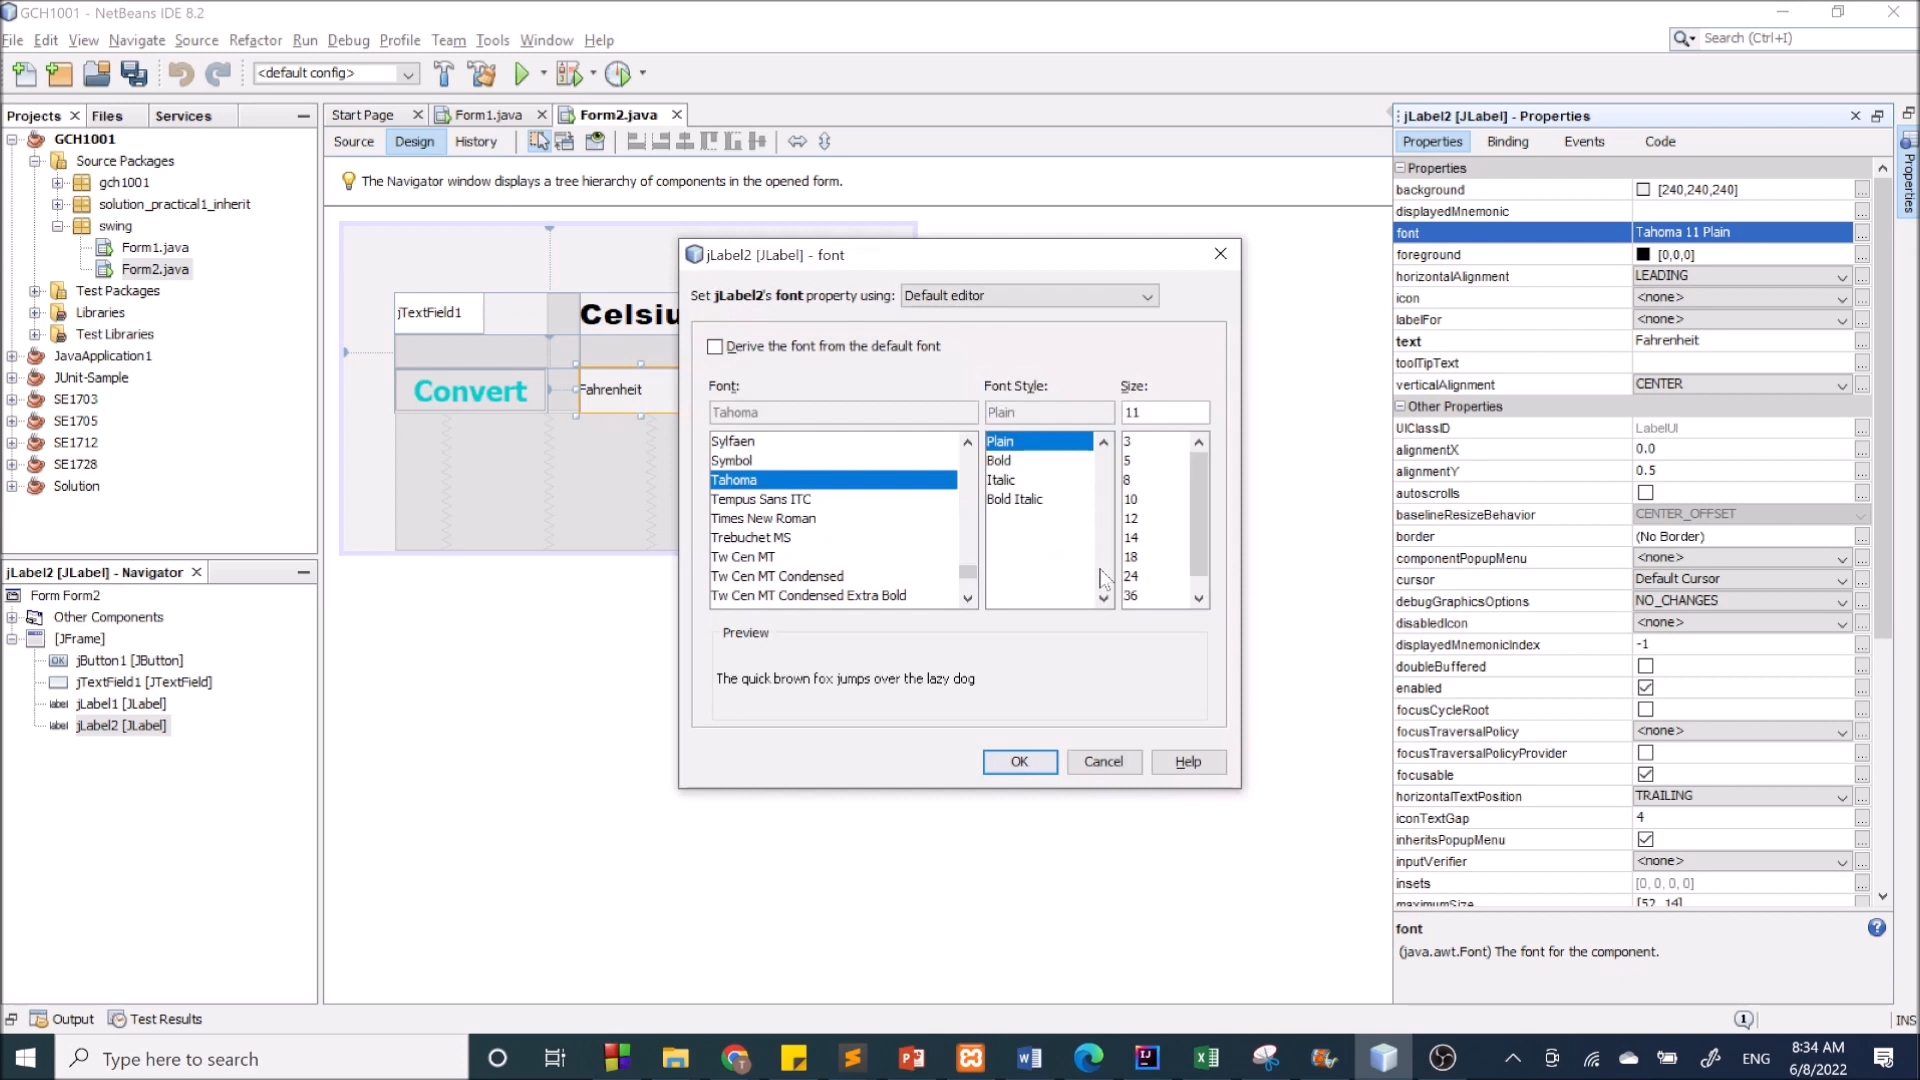 GCH1001 - NetBeans IDE 8.2
File Edit View Navigate Source Refactor Run Debug Profile Team Tools Window Help
Search (Ctrl+I)
<default config>
Projects Files Services
GCH1001
Source Packages
gch1001
solution_practical1_inherit
swing
Form1.java
Form2.java
Test Packages
Libraries
Test Libraries
JavaApplication1
JUnit-Sample
SE1703
SE1705
SE1712
SE1728
Solution
jLabel2 [JLabel] - Navigator
Form Form2
Other Components
[JFrame]
OK jButton1 [JButton]
jTextField1 [JTextField]
label jLabel1 [JLabel]
label jLabel2 [JLabel]
Start Page Form1.java Form2.java
Source Design History
The Navigator window displays a tree hierarchy of components in the opened form.
jTextField1 Celsiu
Convert Fahrenheit
jLabel2 [JLabel] - font
Set jLabel2's font property using: Default editor
Derive the font from the default font
Font: Font Style: Size:
Tahoma Plain 11
Sylfaen Plain 3
Symbol Bold 5
Tahoma Italic 8
Tempus Sans ITC Bold Italic 10
Times New Roman 12
Trebuchet MS 14
Tw Cen MT 18
Tw Cen MT Condensed 24
Tw Cen MT Condensed Extra Bold 36
Preview
The quick brown fox jumps over the lazy dog
OK Cancel Help
jLabel2 [JLabel] - Properties
Properties Binding Events Code
Properties
background [240,240,240] ...
displayedMnemonic ...
font Tahoma 11 Plain ...
foreground [0,0,0] ...
horizontalAlignment LEADING ...
icon <none> ...
labelFor <none> ...
text Fahrenheit ...
toolTipText ...
verticalAlignment CENTER ...
Other Properties
UIClassID LabelUI ...
alignmentX 0.0 ...
alignmentY 0.5 ...
autoscrolls ...
baselineResizeBehavior CENTER_OFFSET ...
border (No Border) ...
componentPopupMenu <none> ...
cursor Default Cursor ...
debugGraphicsOptions NO_CHANGES ...
disabledIcon <none> ...
displayedMnemonicIndex -1 ...
doubleBuffered ...
enabled ...
focusCycleRoot ...
focusTraversalPolicy <none> ...
focusTraversalPolicyProvider ...
focusable ...
horizontalTextPosition TRAILING ...
iconTextGap 4 ...
inheritsPopupMenu ...
inputVerifier <none> ...
insets [0, 0, 0, 0] ...
maximumSize [52, 14] ...
font
(java.awt.Font) The font for the component.
Properties
Output Test Results
1 INS
Type here to search
ENG
8:34 AM
6/8/2022